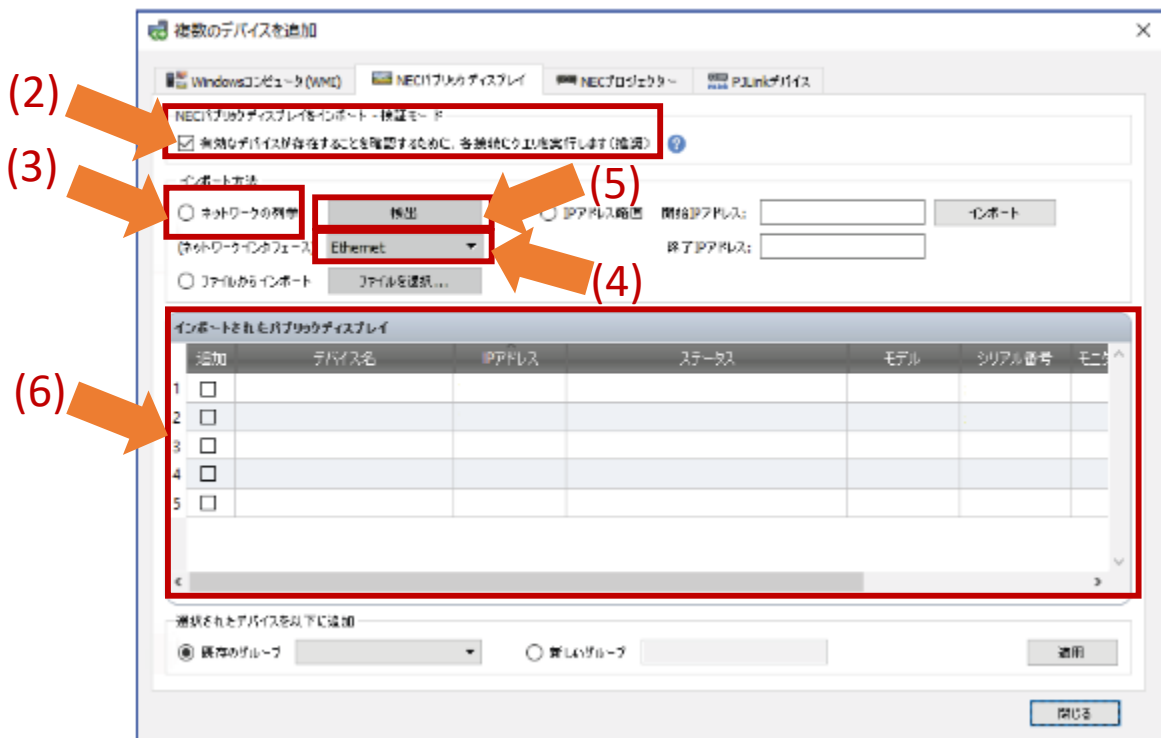 複数のデバイスを追加
Windowsコンピュータ(WMI) NECパブリックディスプレイ NECプロジェクター PJLinkデバイス
(2)
NECパブリックディスプレイをインポート - 検証モード
有効なデバイスが存在することを確認するために、各接続にクエリを実行します(推奨)
(3)
インポート方法
(5)
ネットワークの列挙 検出 IPアドレス範囲 開始IPアドレス: インポート
(ネットワークインタフェース) Ethernet 終了IPアドレス:
(4)
ファイルからインポート ファイルを選択...
インポートされたパブリックディスプレイ
追加 デバイス名 IPアドレス ステータス モデル シリアル番号 モニタ
(6)
1
2
3
4
5
選択されたデバイスを以下に追加
既存のグループ 新しいグループ 適用
閉じる